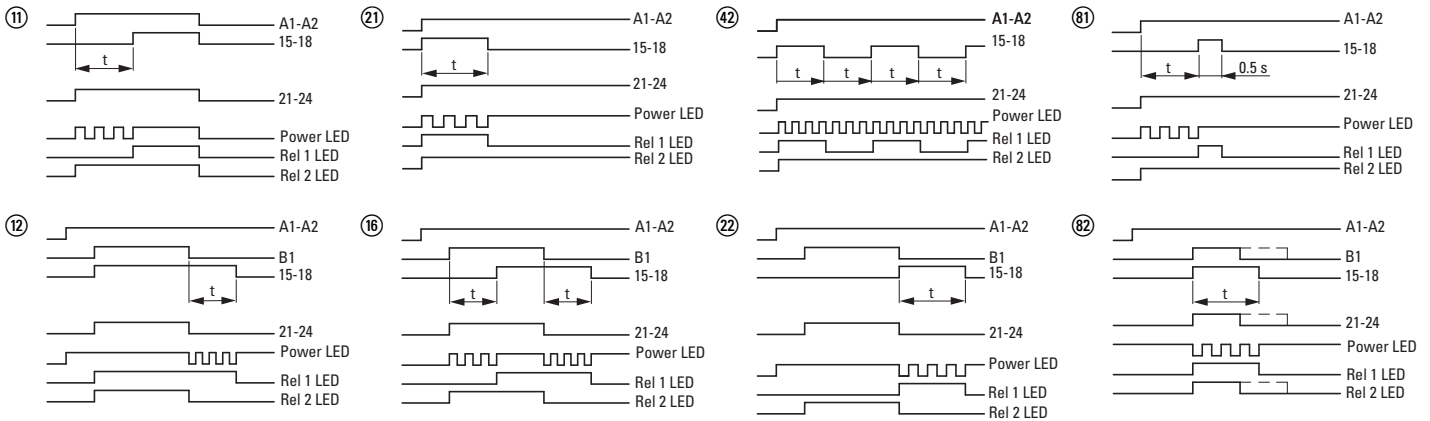 11
A1-A2
15-18
t
21-24
Power LED
Rel 1 LED
Rel 2 LED
21
A1-A2
15-18
t
21-24
Power LED
Rel 1 LED
Rel 2 LED
42
A1-A2
15-18
t t t t
21-24
Power LED
Rel 1 LED
Rel 2 LED
81
A1-A2
15-18
t 0.5 s
21-24
Power LED
Rel 1 LED
Rel 2 LED
12
A1-A2
B1
15-18
t
21-24
Power LED
Rel 1 LED
Rel 2 LED
16
A1-A2
B1
15-18
t t
21-24
Power LED
Rel 1 LED
Rel 2 LED
22
A1-A2
B1
15-18
t
21-24
Power LED
Rel 1 LED
Rel 2 LED
82
A1-A2
B1
15-18
t
21-24
Power LED
Rel 1 LED
Rel 2 LED